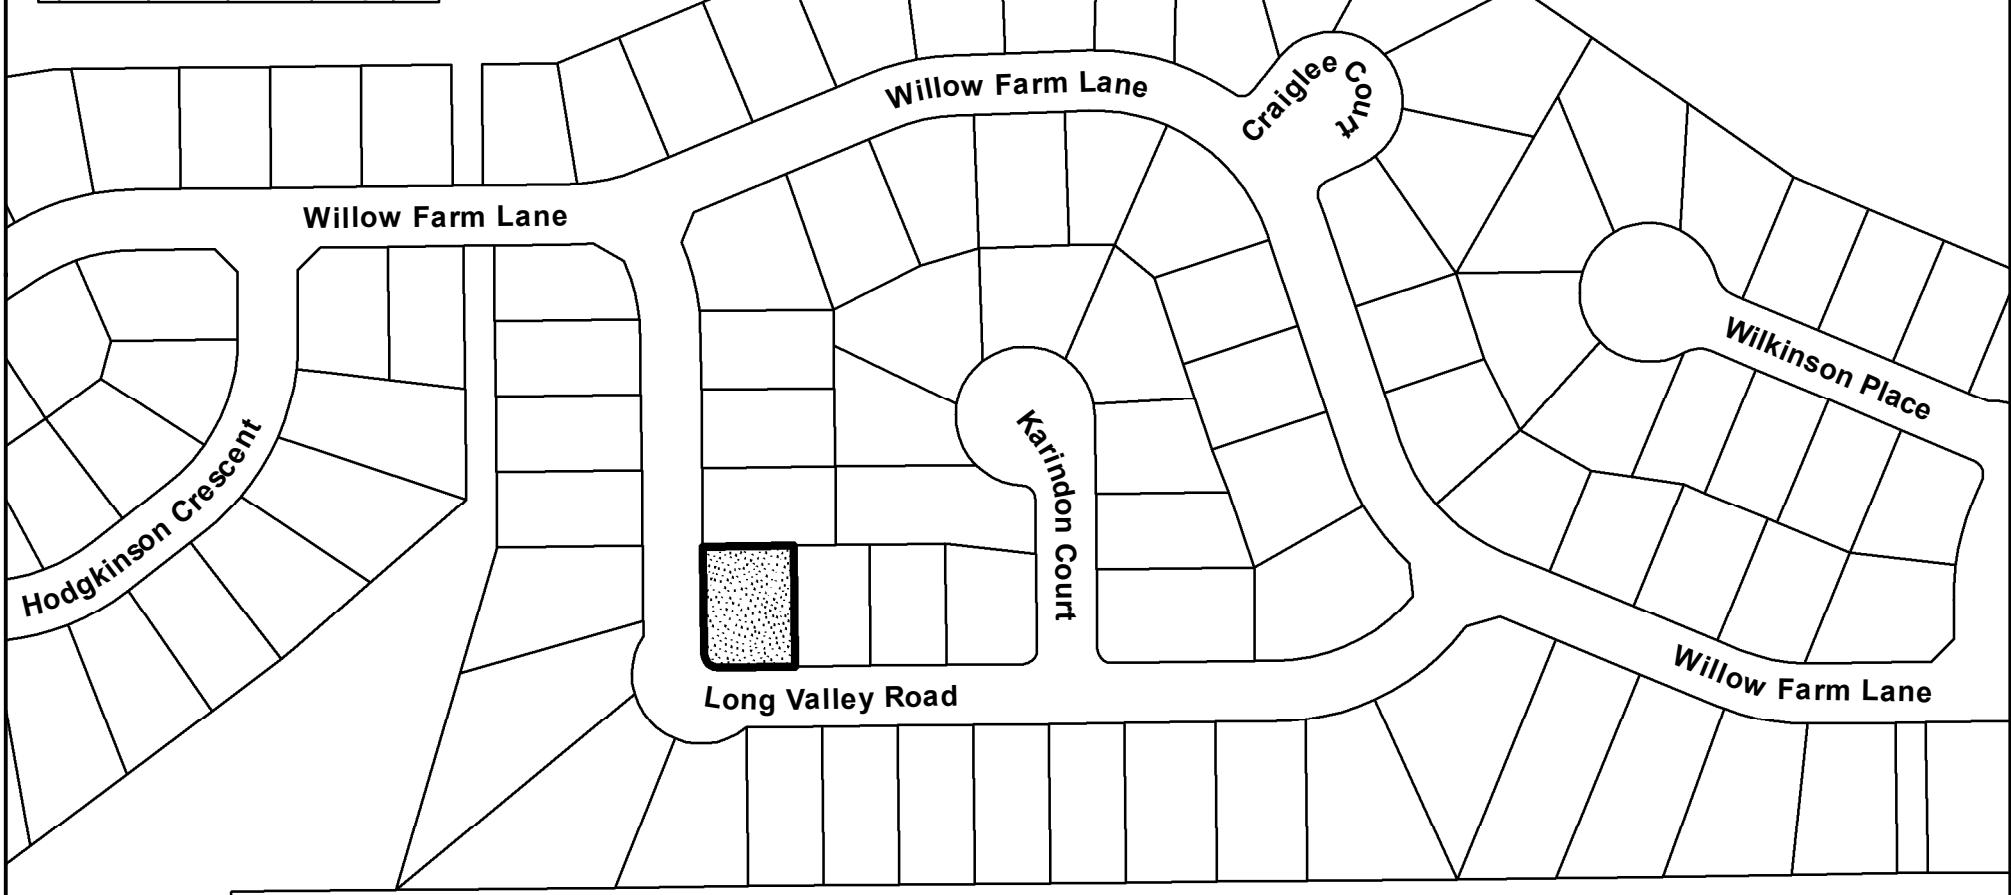 Willow Farm Lane
Craiglee Court
Willow Farm Lane
Wilkinson Place
Karindon Court
Hodgkinson Crescent
Willow Farm Lane
Long Valley Road